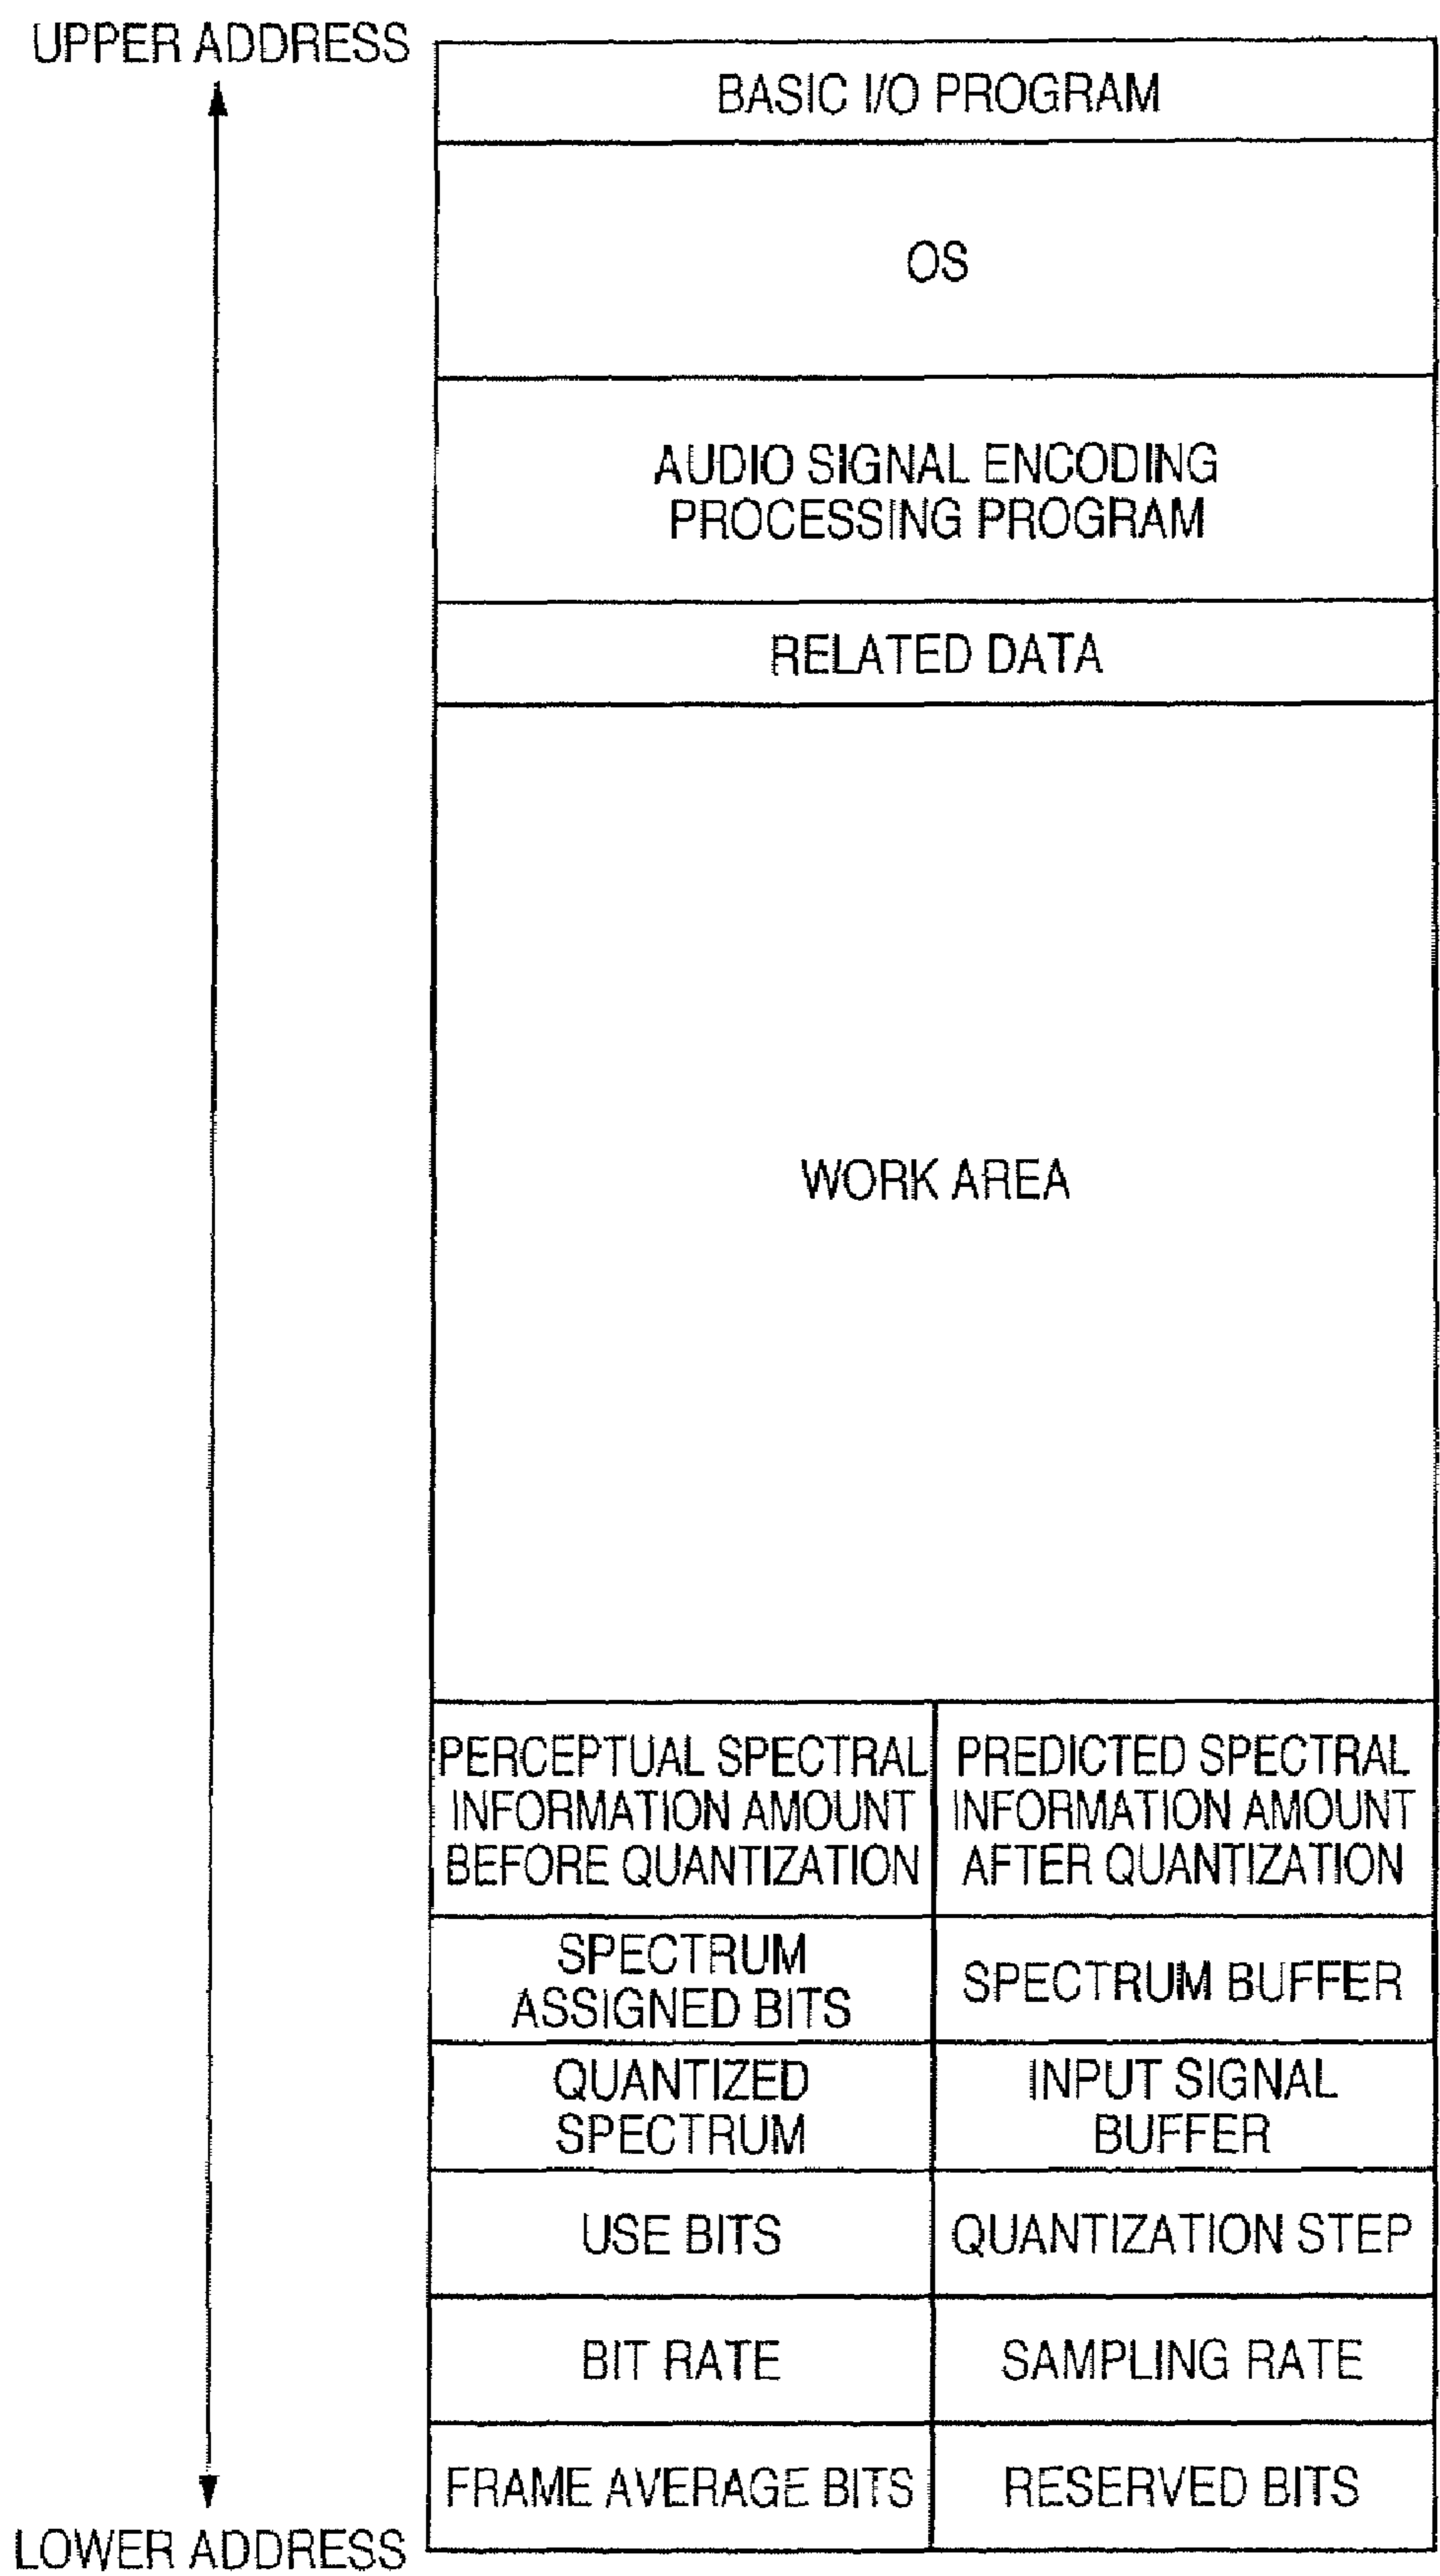 UPPER ADDRESS
BASIC I/O PROGRAM
OS
AUDIO SIGNAL ENCODING
PROCESSING PROGRAM
RELATED DATA
WORK AREA
PERCEPTUAL SPECTRAL
INFORMATION AMOUNT
BEFORE QUANTIZATION
PREDICTED SPECTRAL
INFORMATION AMOUNT
AFTER QUANTIZATION
SPECTRUM
ASSIGNED BITS
SPECTRUM BUFFER
QUANTIZED
SPECTRUM
INPUT SIGNAL
BUFFER
USE BITS
QUANTIZATION STEP
BIT RATE
SAMPLING RATE
FRAME AVERAGE BITS
RESERVED BITS
LOWER ADDRESS